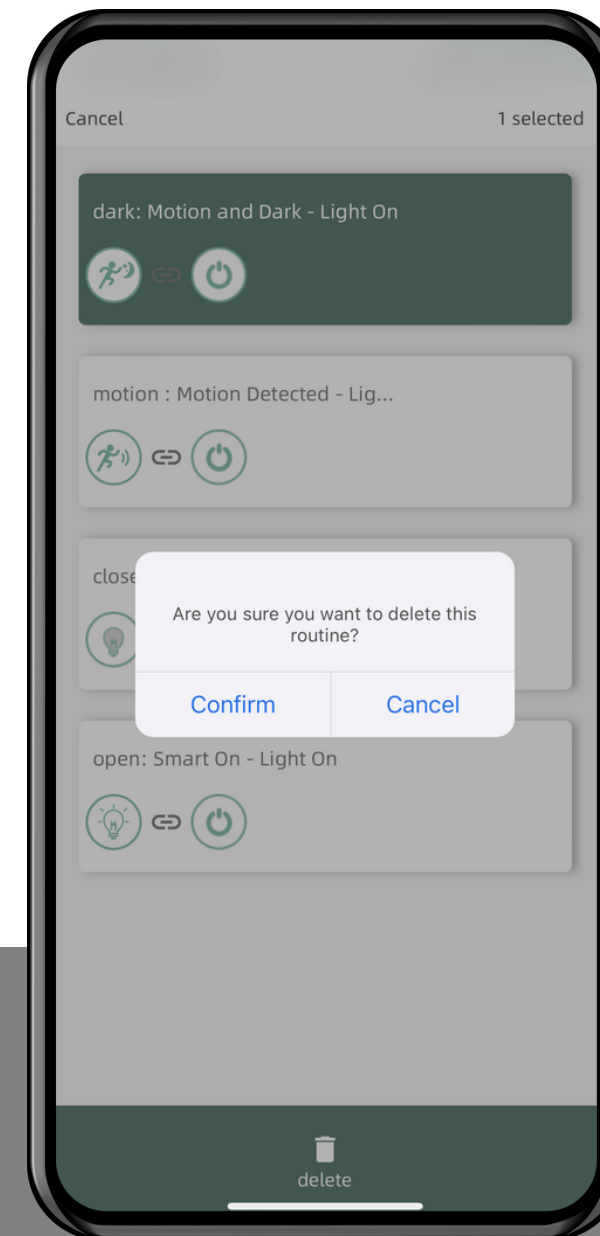 Cancel
1 selected
dark: Motion and Dark - Light On
motion : Motion Detected - Lig...
close
Are you sure you want to delete this
routine?
Confirm
Cancel
open: Smart On - Light On
delete